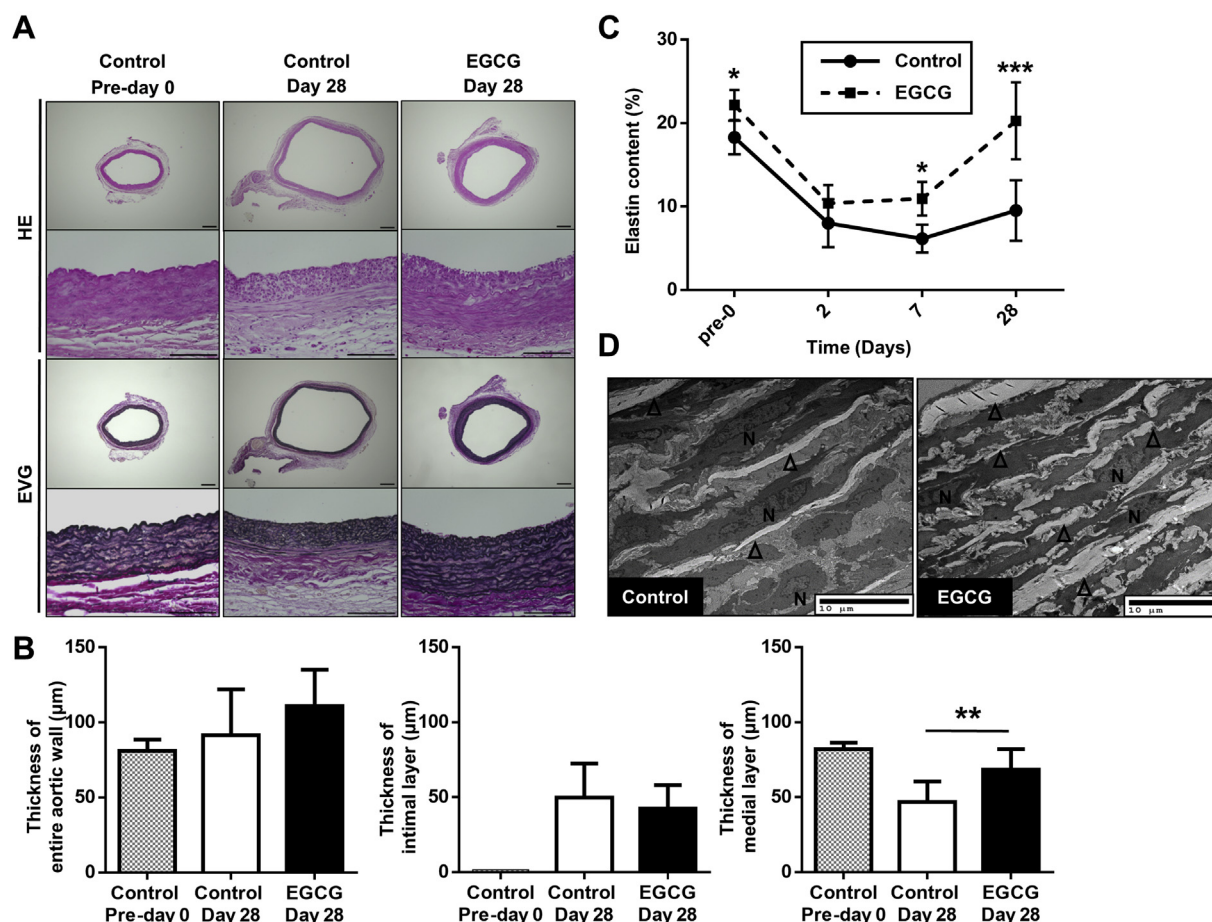 A
Control
Pre-day 0
Control
Day 28
EGCG
Day 28
HE
EVG
C
30
20
10
0
Elastin content (%)
Control
EGCG
*
*
***
pre-0
2
7
28
Time (Days)
D
Δ
N
Δ
N
Δ
N
Control
10 µm
Δ
Δ
Δ
N
N
Δ
Δ
EGCG
10 µm
B
150
100
50
0
Thickness of
entire aortic wall (µm)
Control
Pre-day 0
Control
Day 28
EGCG
Day 28
150
100
50
0
Thickness of
intimal layer (µm)
Control
Pre-day 0
Control
Day 28
EGCG
Day 28
150
100
50
0
Thickness of
medial layer (µm)
**
Control
Pre-day 0
Control
Day 28
EGCG
Day 28